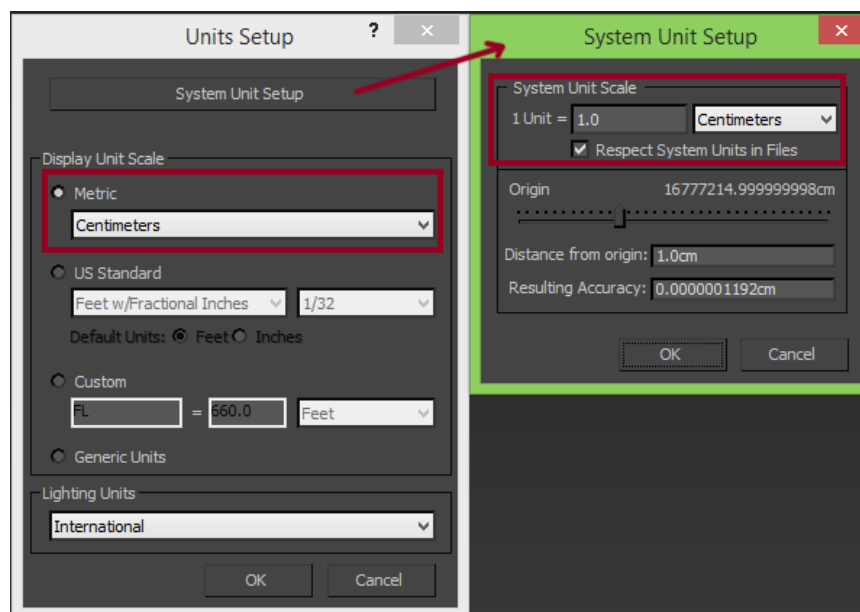 Units Setup
?
×
System Unit Setup
Display Unit Scale
Metric
Centimeters
US Standard
Feet w/Fractional Inches
1/32
Default Units:
Feet
Inches
Custom
FL
=
660.0
Feet
Generic Units
Lighting Units
International
OK
Cancel
System Unit Setup
×
System Unit Scale
1 Unit = 1.0
Centimeters
Respect System Units in Files
Origin
16777214.999999998cm
Distance from origin: 1.0cm
Resulting Accuracy: 0.0000001192cm
OK
Cancel